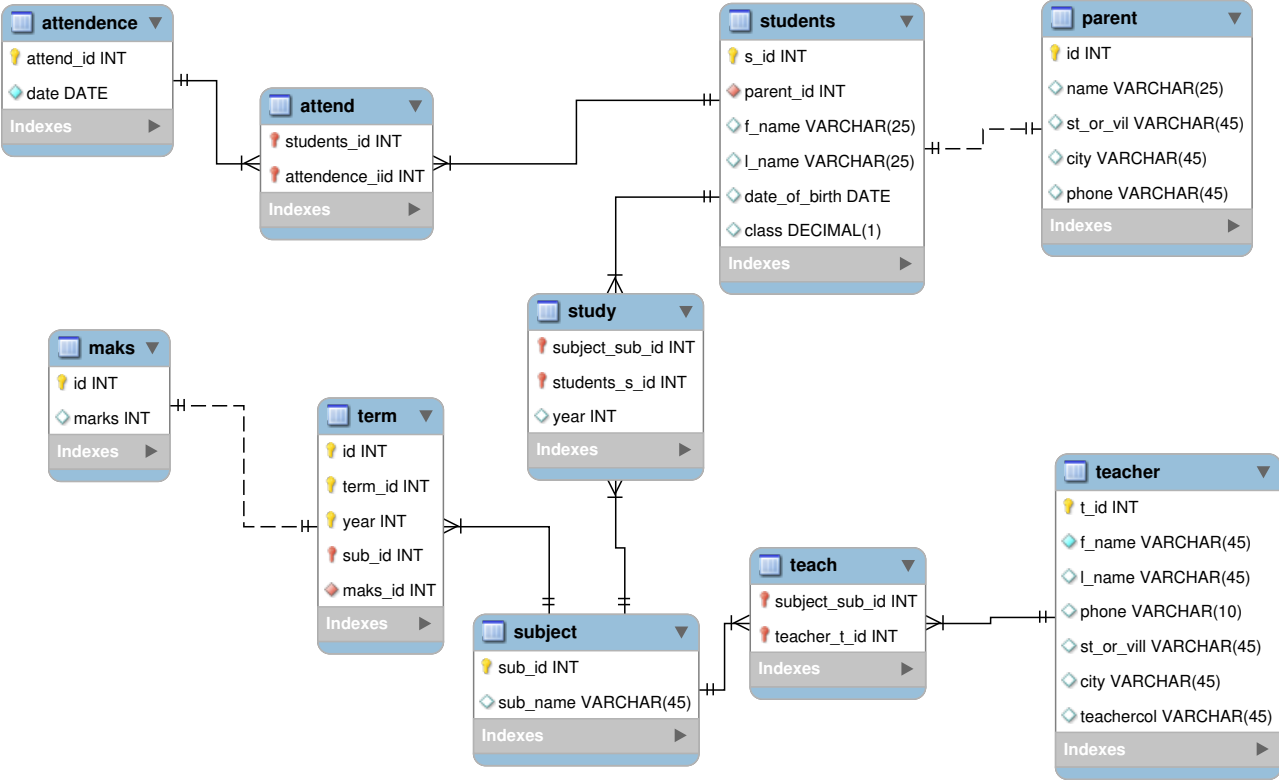 attendence
attend_id INT
date DATE
Indexes
attend
students_id INT
attendence_iid INT
Indexes
students
s_id INT
parent_id INT
f_name VARCHAR(25)
l_name VARCHAR(25)
date_of_birth DATE
class DECIMAL(1)
Indexes
parent
id INT
name VARCHAR(25)
st_or_vil VARCHAR(45)
city VARCHAR(45)
phone VARCHAR(45)
Indexes
study
subject_sub_id INT
students_s_id INT
year INT
Indexes
maks
id INT
marks INT
Indexes
term
id INT
term_id INT
year INT
sub_id INT
maks_id INT
Indexes
subject
sub_id INT
sub_name VARCHAR(45)
Indexes
teach
subject_sub_id INT
teacher_t_id INT
Indexes
teacher
t_id INT
f_name VARCHAR(45)
l_name VARCHAR(45)
phone VARCHAR(10)
st_or_vill VARCHAR(45)
city VARCHAR(45)
teachercol VARCHAR(45)
Indexes